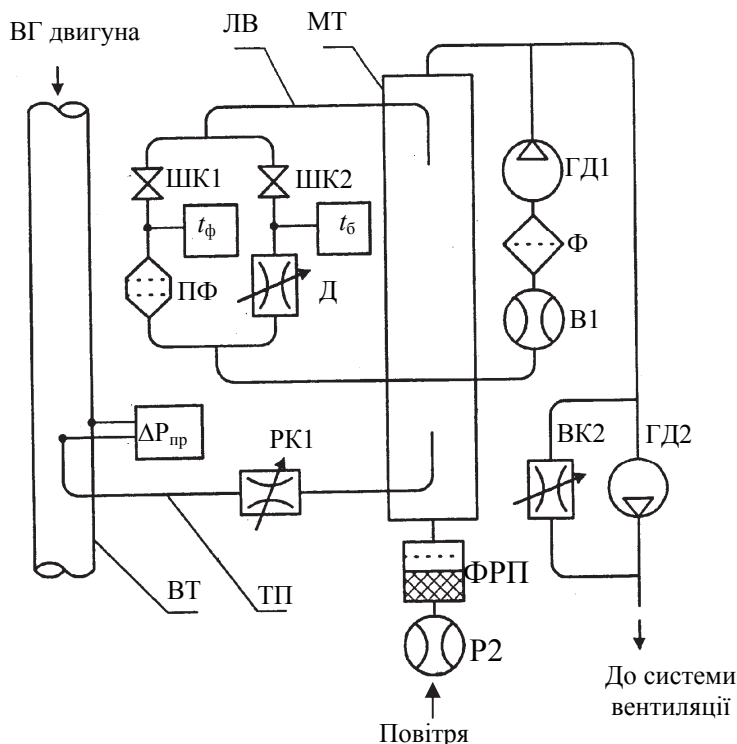 ВГ двигуна
ЛВ
МТ
ШК1
ШК2
ГД1
tф
tб
Ф
ПФ
Д
В1
ΔPпр
РК1
ВК2
ГД2
ФРП
ВТ
ТП
Р2
До системи
вентиляції
Повітря